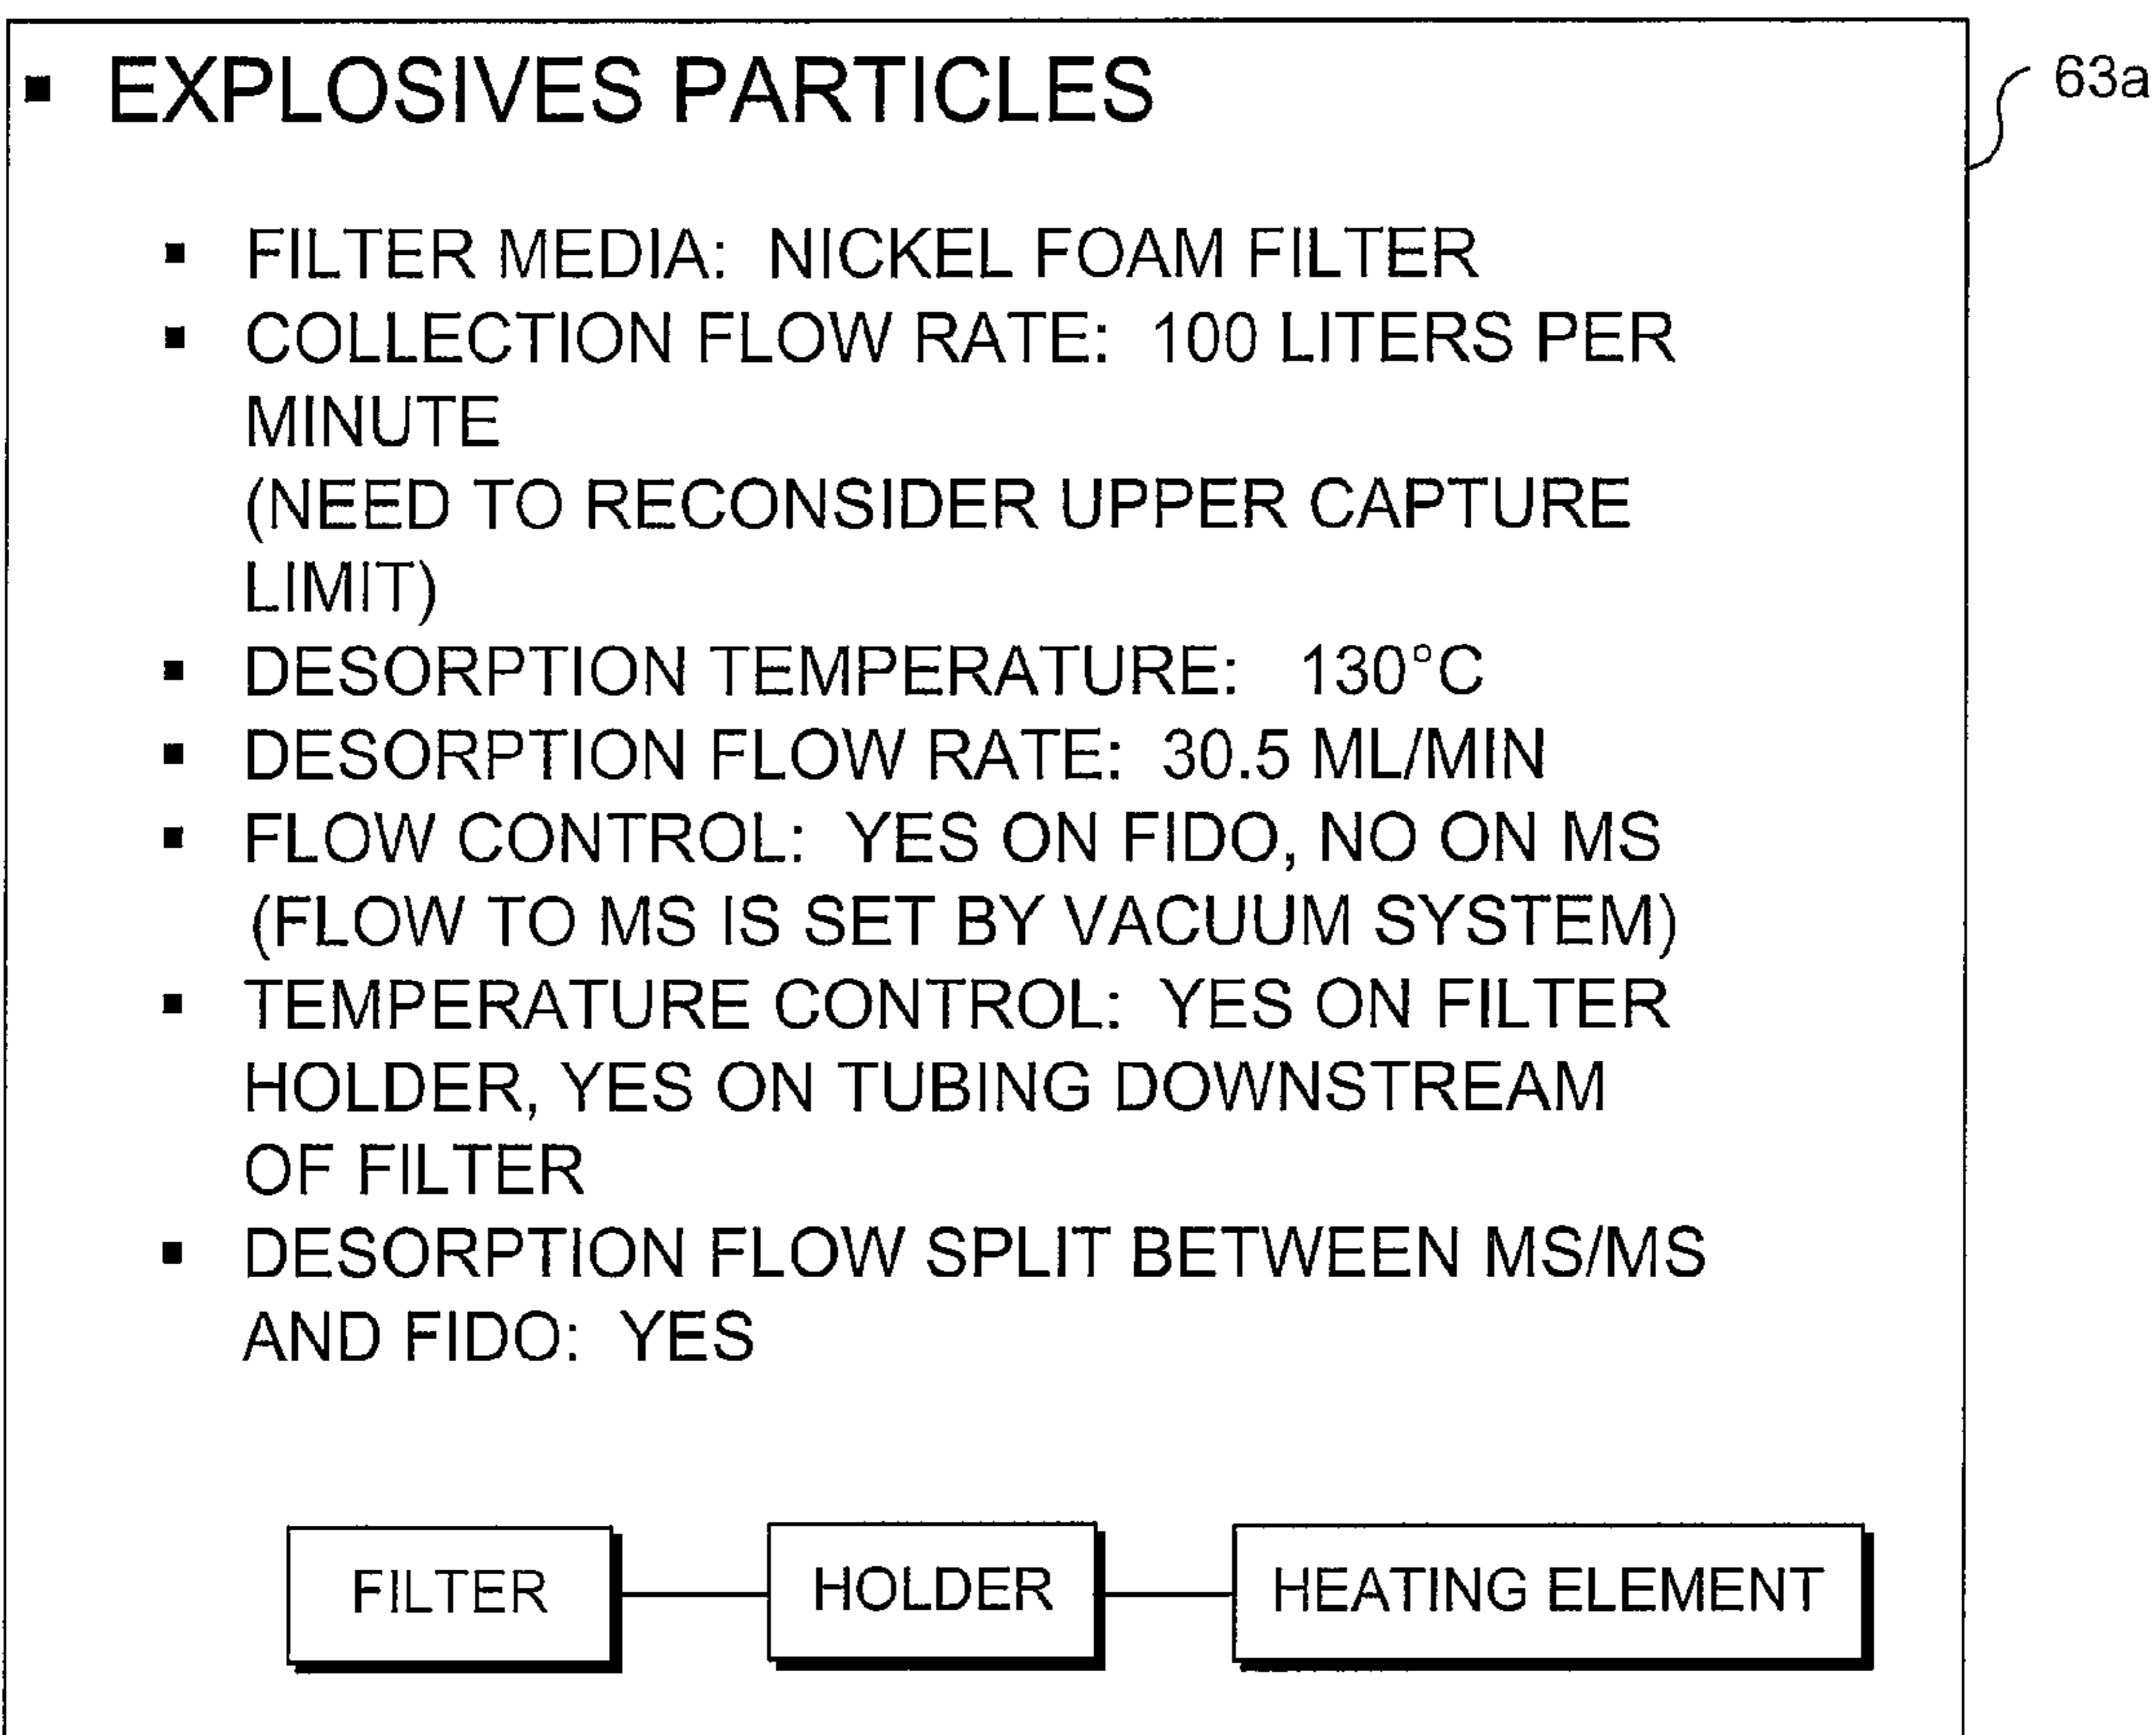 ▪ EXPLOSIVES PARTICLES
63a
▪ FILTER MEDIA: NICKEL FOAM FILTER
▪ COLLECTION FLOW RATE: 100 LITERS PER
MINUTE
(NEED TO RECONSIDER UPPER CAPTURE
LIMIT)
▪ DESORPTION TEMPERATURE: 130°C
▪ DESORPTION FLOW RATE: 30.5 ML/MIN
▪ FLOW CONTROL: YES ON FIDO, NO ON MS
(FLOW TO MS IS SET BY VACUUM SYSTEM)
▪ TEMPERATURE CONTROL: YES ON FILTER
HOLDER, YES ON TUBING DOWNSTREAM
OF FILTER
▪ DESORPTION FLOW SPLIT BETWEEN MS/MS
AND FIDO: YES
FILTER HOLDER HEATING ELEMENT